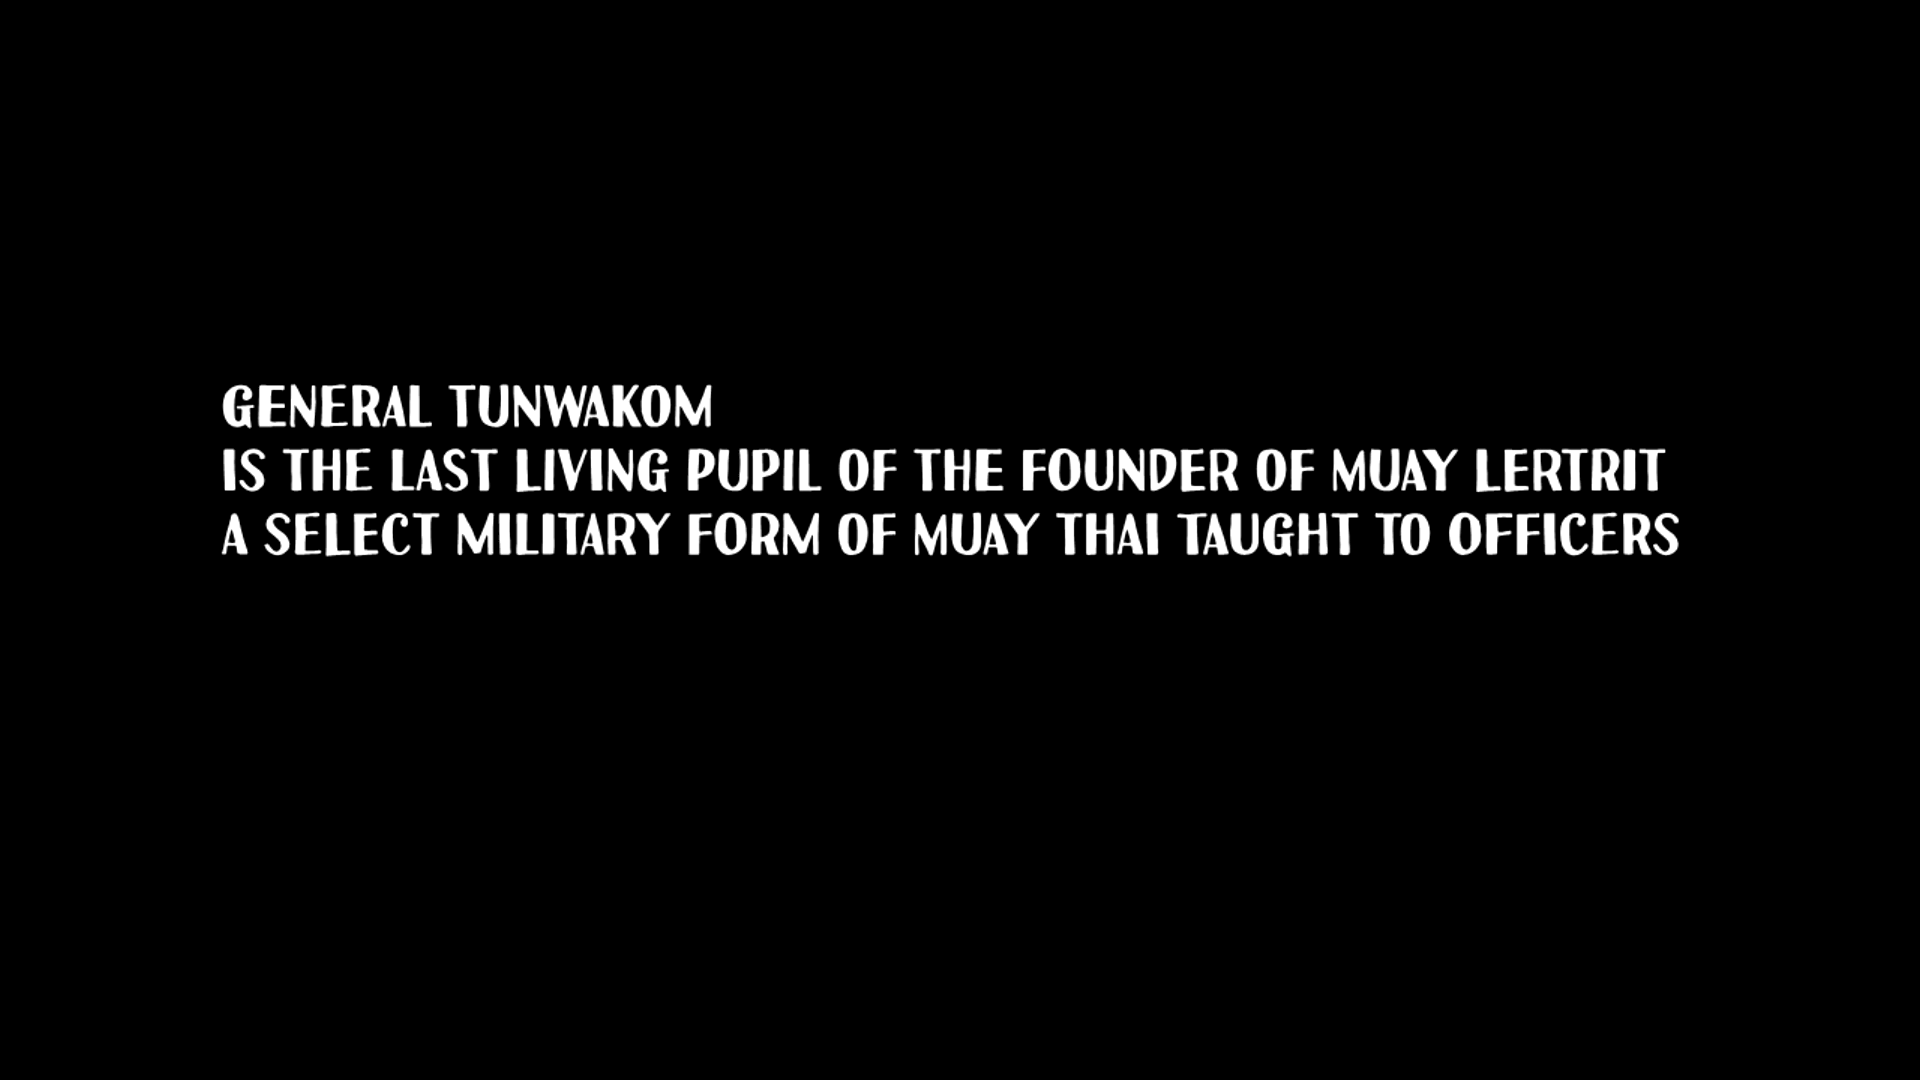 GENERAL TUNWAKOM
IS THE LAST LIVING PUPIL OF THE FOUNDER OF MUAY LERTRIT
A SELECT MILITARY FORM OF MUAY THAI TAUGHT TO OFFICERS